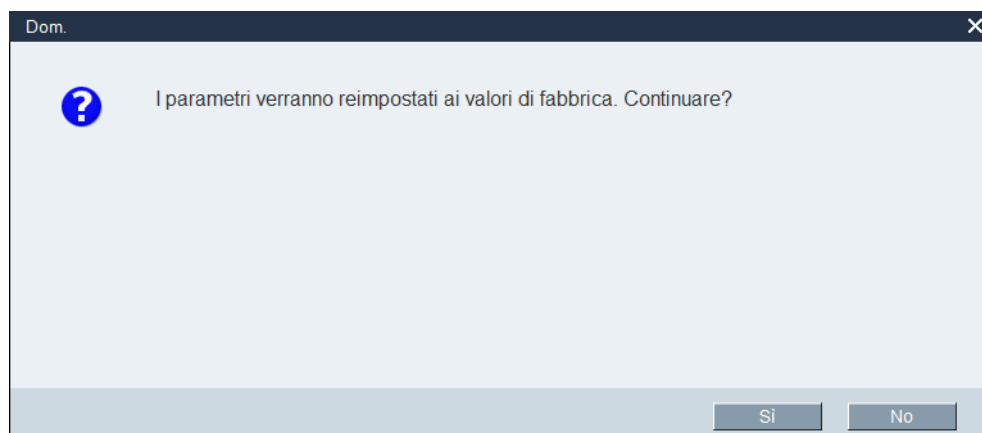 Dom.
I parametri verranno reimpostati ai valori di fabbrica. Continuare?
Sì
No